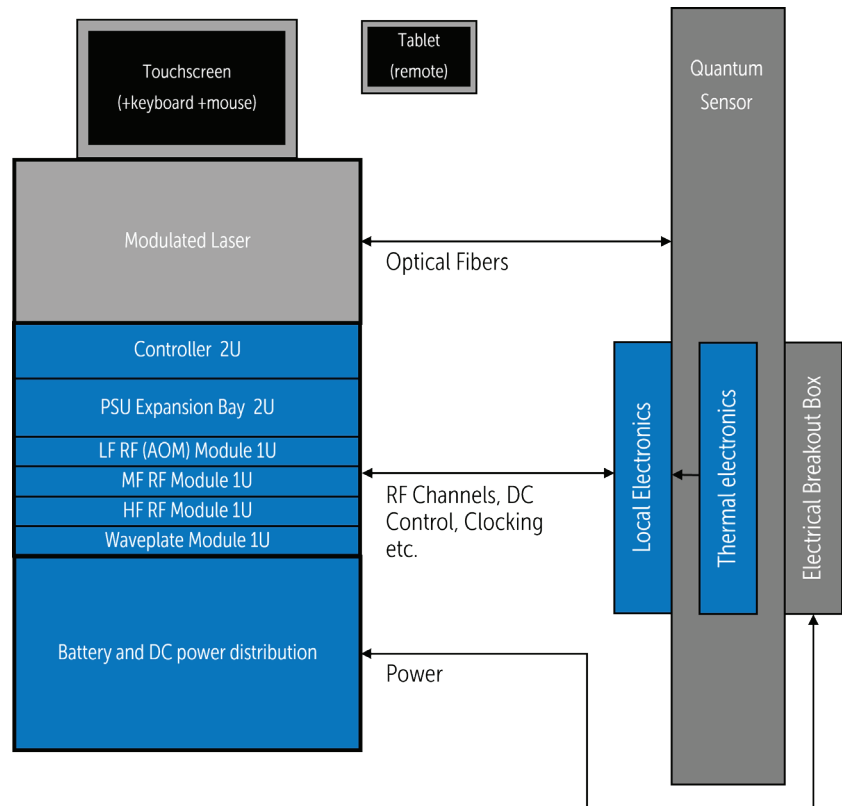 Touchscreen
(+keyboard +mouse)
Tablet
(remote)
Quantum
Sensor
Modulated Laser
Optical Fibers
Controller 2U
PSU Expansion Bay 2U
LF RF (AOM) Module 1U
MF RF Module 1U
HF RF Module 1U
Waveplate Module 1U
RF Channels, DC
Control, Clocking
etc.
Local Electronics
Thermal electronics
Electrical Breakout Box
Battery and DC power distribution
Power